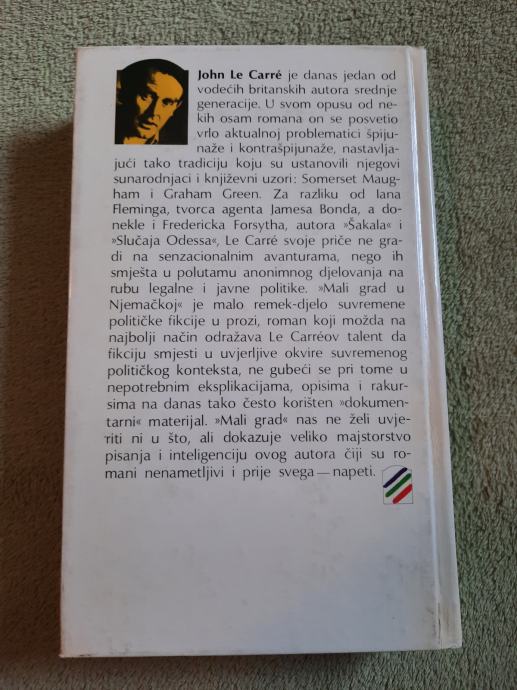 John Le Carré je danas jedan od
vodećih britanskih autora srednje
generacije. U svom opusu od ne-
kih osam romana on se posvetio
vrlo aktualnoj problematici špiju-
naže i kontrašpijunaže, nastavlja-
jući tako tradiciju koju su ustanovili njegovi
sunarodnjaci i književni uzori: Somerset Maug-
ham i Graham Green. Za razliku od Iana
Fleminga, tvorca agenta Jamesa Bonda, a do-
nekle i Fredericka Forsytha, autora »Šakala« i
»Slučaja Odessa«, Le Carré svoje priče ne gra-
di na senzacionalnim avanturama, nego ih
smješta u polutamu anonimnog djelovanja na
rubu legalne i javne politike. »Mali grad u
Njemačkoj« je malo remek-djelo suvremene
političke fikcije u prozi, roman koji možda na
najbolji način odražava Le Carréov talent da
fikciju smjesti u uvjerljive okvire suvremenog
političkog konteksta, ne gubeći se pri tome u
nepotrebnim eksplikacijama, opisima i rakur-
sima na danas tako često korišten »dokumen-
tarni« materijal. »Mali grad« nas ne želi uvje-
riti ni u što, ali dokazuje veliko majstorstvo
pisanja i inteligenciju ovog autora čiji su ro-
mani nenametljivi i prije svega — napeti.